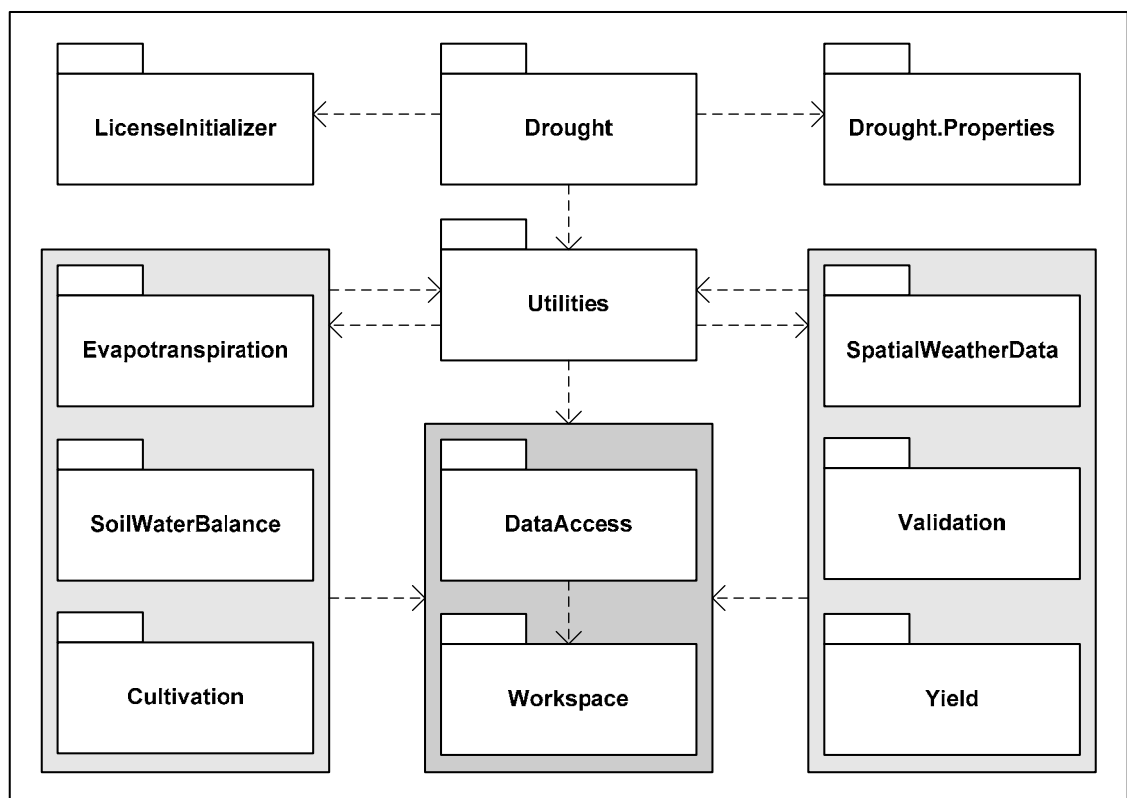 LicenseInitializer
Drought
Drought.Properties
Utilities
Evapotranspiration
SpatialWeatherData
SoilWaterBalance
DataAccess
Validation
Cultivation
Workspace
Yield